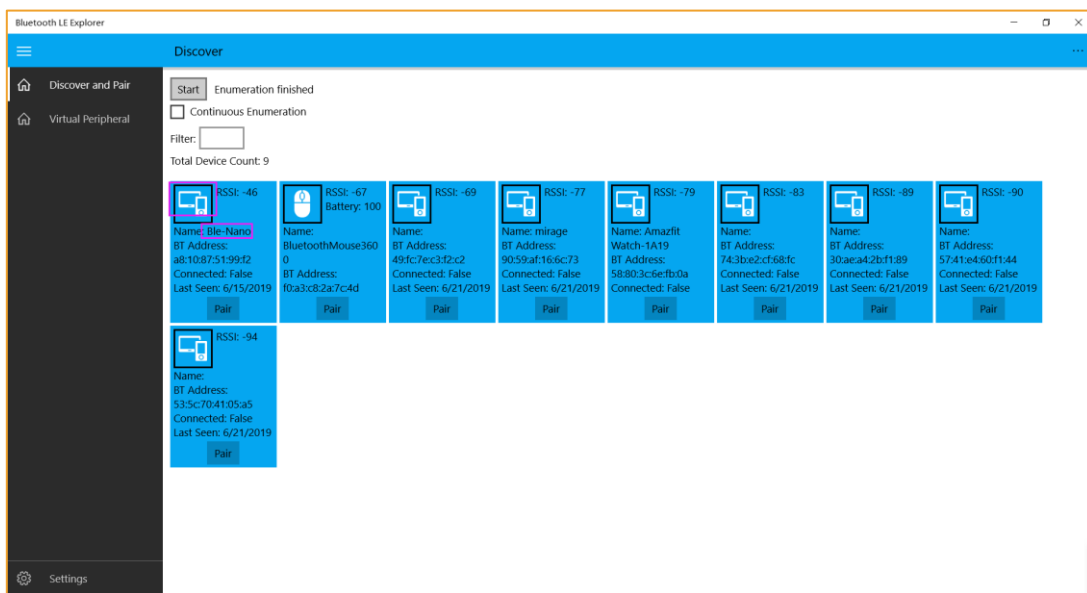 Bluetooth LE Explorer
Discover
Discover and Pair
Virtual Peripheral
Start Enumeration finished
Continuous Enumeration
Filter:
Total Device Count: 9
RSSI: -46
Name: Ble-Nano
BT Address:
a8:10:87:51:99:f2
Connected: False
Last Seen: 6/15/2019
Pair
RSSI: -67
Battery: 100
Name:
BluetoothMouse360
0
BT Address:
f0:a3:c8:2a:7c:4d
Pair
RSSI: -69
Name:
BT Address:
49:fc:7e:c3:f2:c2
Connected: False
Last Seen: 6/21/2019
Pair
RSSI: -77
Name: mirage
BT Address:
90:59:af:16:6c:73
Connected: False
Last Seen: 6/21/2019
Pair
RSSI: -79
Name: Amazfit
Watch-1A19
BT Address:
58:80:3c:6e:fb:0a
Connected: False
Pair
RSSI: -83
Name:
BT Address:
74:3b:e2:cf:68:fc
Connected: False
Last Seen: 6/21/2019
Pair
RSSI: -89
Name:
BT Address:
30:ae:a4:2b:f1:89
Connected: False
Last Seen: 6/21/2019
Pair
RSSI: -90
Name:
BT Address:
57:41:e4:60:f1:44
Connected: False
Last Seen: 6/21/2019
Pair
RSSI: -94
Name:
BT Address:
53:5c:70:41:05:a5
Connected: False
Last Seen: 6/21/2019
Pair
Settings